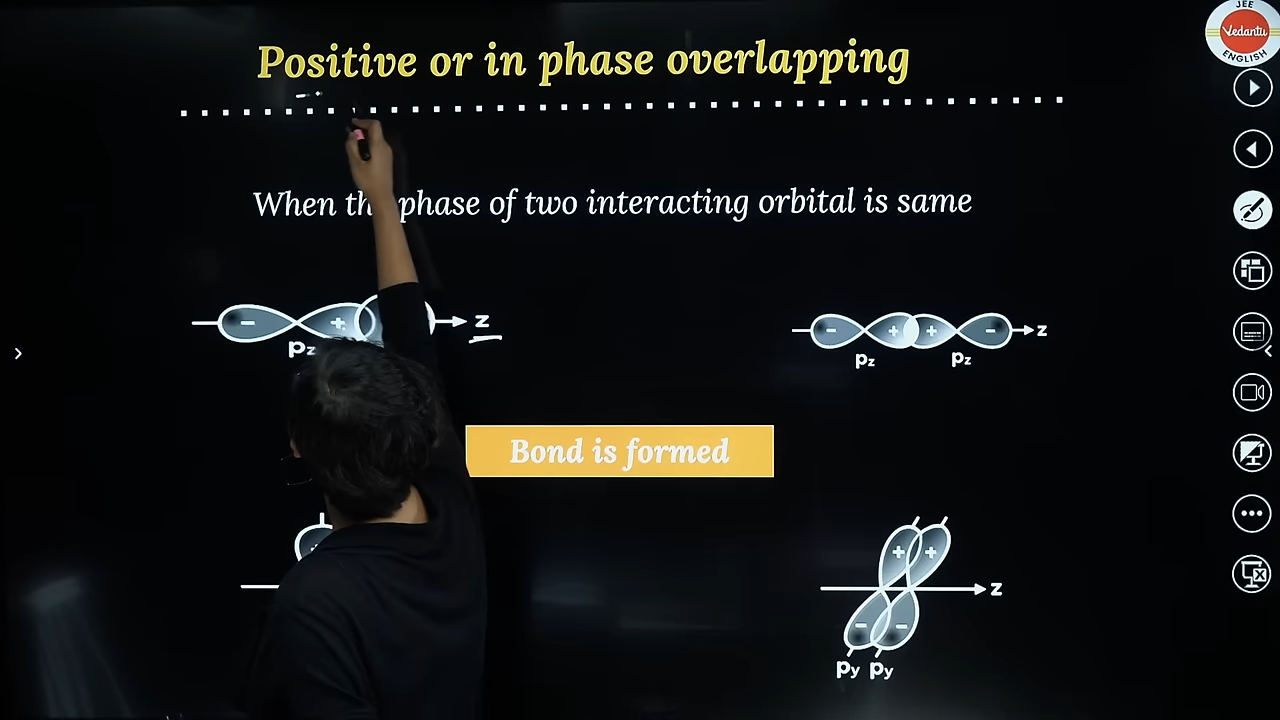 JEE
Vedantu
ENGLISH
Positive or in phase overlapping
When phase of two interacting orbital is same
- + z
pz
- + + - z
pz pz
Bond is formed
+ + z
- -
py py